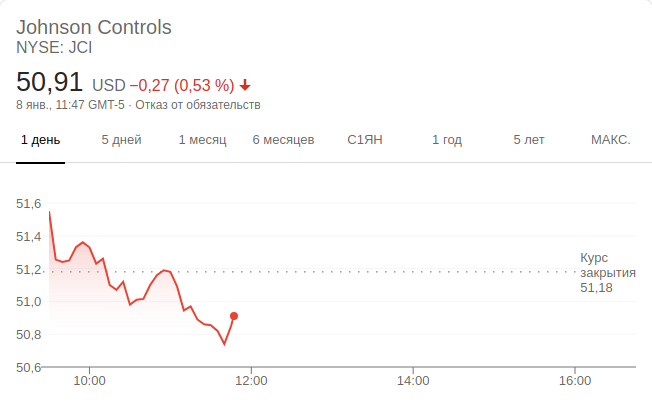 Johnson Controls
NYSE: JCI
50,91 USD −0,27 (0,53 %)
8 янв., 11:47 GMT-5 · Отказ от обязательств
1 день 5 дней 1 месяц 6 месяцев С1ЯН 1 год 5 лет МАКС.
51,6
51,4
51,2
51,0
50,8
50,6
Курс
закрытия
51,18
10:00 12:00 14:00 16:00